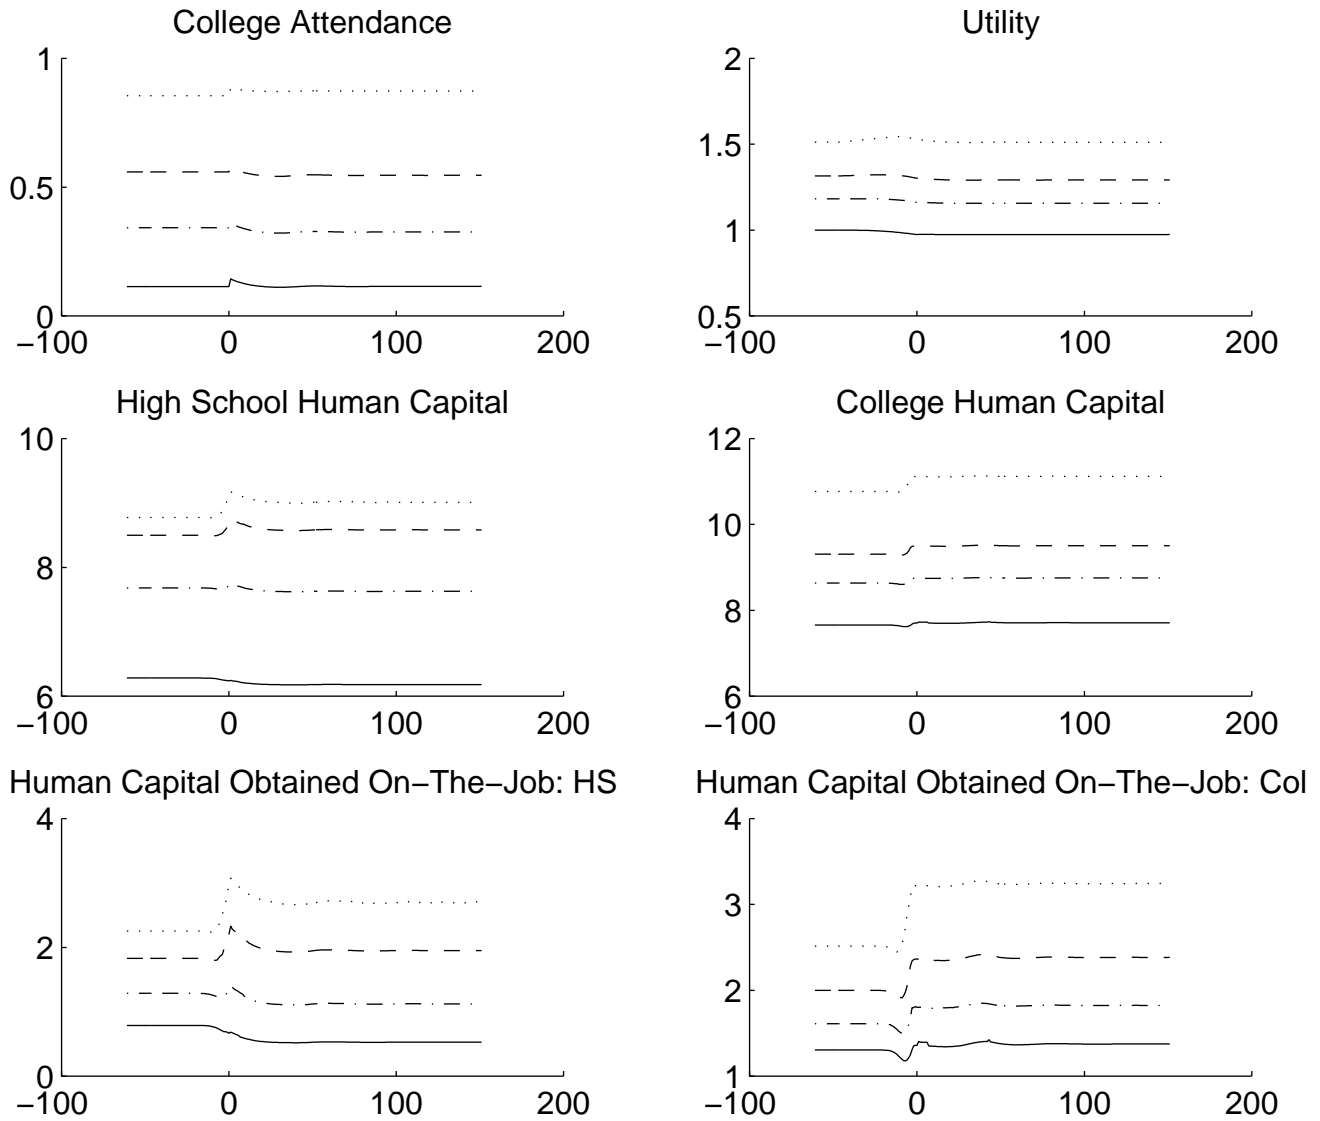 College Attendance
1
0.5
0
−100 0 100 200
Utility
2
1.5
1
0.5
−100 0 100 200
High School Human Capital
10
8
6
−100 0 100 200
College Human Capital
12
10
8
6
−100 0 100 200
Human Capital Obtained On−The−Job: HS
4
2
0
−100 0 100 200
Human Capital Obtained On−The−Job: Col
4
3
2
1
−100 0 100 200